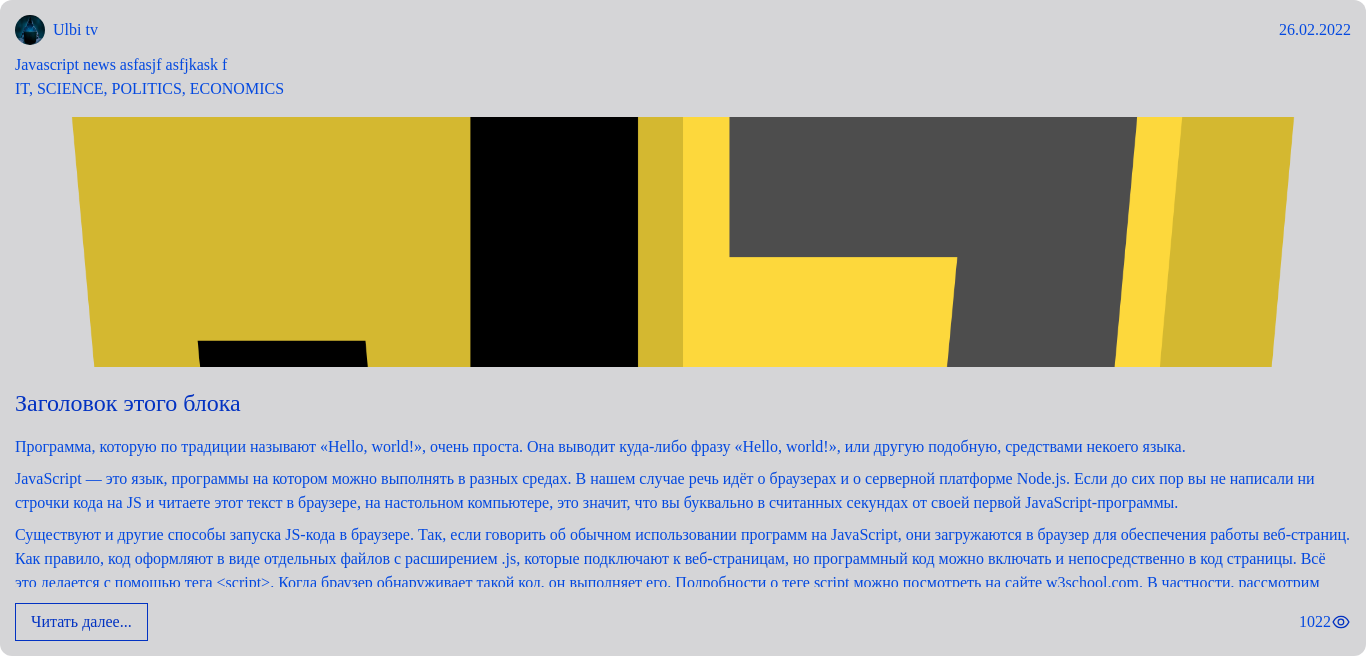 Ulbi tv
26.02.2022
Javascript news asfasjf asfjkask f
IT, SCIENCE, POLITICS, ECONOMICS
Заголовок этого блока
Программа, которую по традиции называют «Hello, world!», очень проста. Она выводит куда-либо фразу «Hello, world!», или другую подобную, средствами некоего языка.
JavaScript — это язык, программы на котором можно выполнять в разных средах. В нашем случае речь идёт о браузерах и о серверной платформе Node.js. Если до сих пор вы не написали ни
строчки кода на JS и читаете этот текст в браузере, на настольном компьютере, это значит, что вы буквально в считанных секундах от своей первой JavaScript-программы.
Существуют и другие способы запуска JS-кода в браузере. Так, если говорить об обычном использовании программ на JavaScript, они загружаются в браузер для обеспечения работы веб-страниц.
Как правило, код оформляют в виде отдельных файлов с расширением .js, которые подключают к веб-страницам, но программный код можно включать и непосредственно в код страницы. Всё
это делается с помощью тега <script>. Когда браузер обнаруживает такой код, он выполняет его. Подробности о теге script можно посмотреть на сайте w3school.com. В частности, рассмотрим
Читать далее...
1022